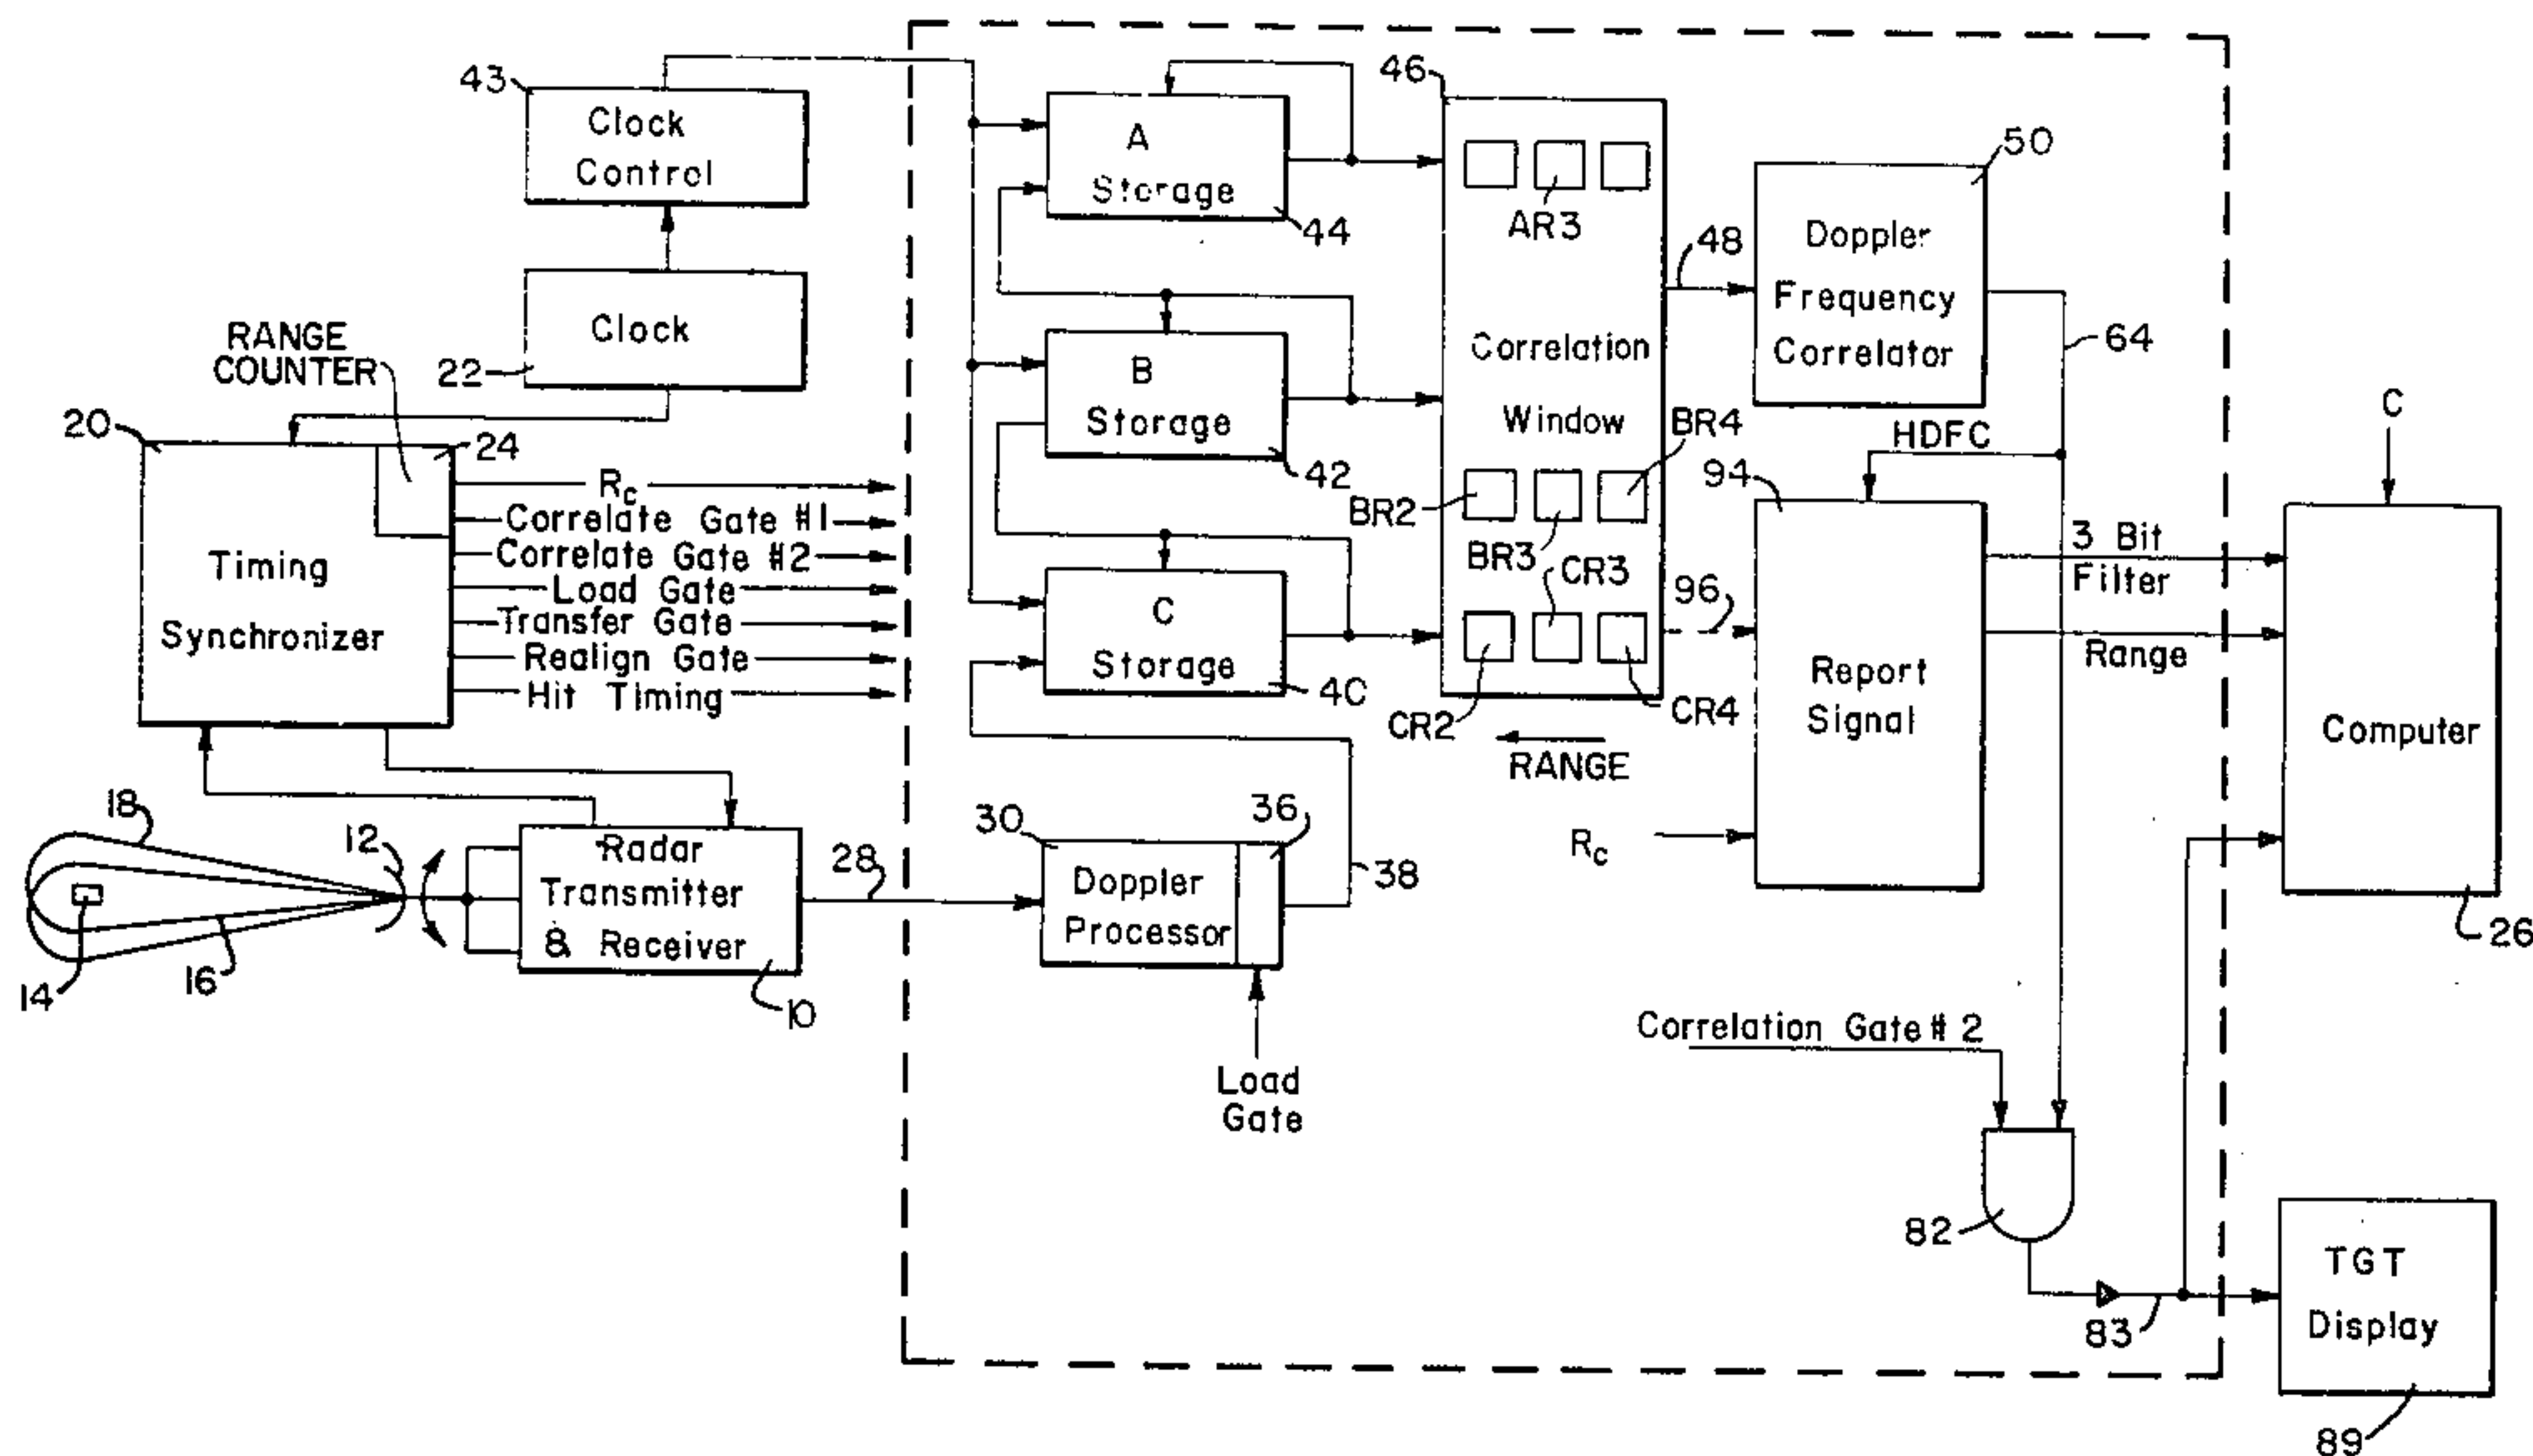 43
Clock
Control
RANGE
COUNTER
22
Clock
20
24
Timing
Synchronizer
Rc
Correlate Gate #1
Correlate Gate #2
Load Gate
Transfer Gate
Realign Gate
Hit Timing
18
12
14
16
Radar
Transmitter
& Receiver
10
28
A
Storage
44
B
Storage
42
C
Storage
4C
30
36
Doppler
Processor
38
Load
Gate
46
AR3
Correlation
Window
BR4
BR2
BR3
CR3
CR2
CR4
RANGE
48
50
Doppler
Frequency
Correlator
64
HDFC
94
96
Report
Signal
Rc
3 Bit
Filter
Range
C
Computer
26
Correlation Gate # 2
82
83
TGT
Display
89